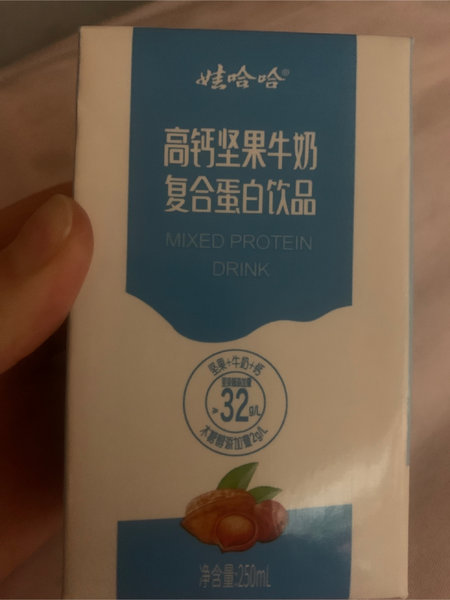 娃哈哈®
高钙坚果牛奶
复合蛋白饮品
MIXED PROTEIN
DRINK
坚果+牛奶+钙
32g/L
净含量:250mL